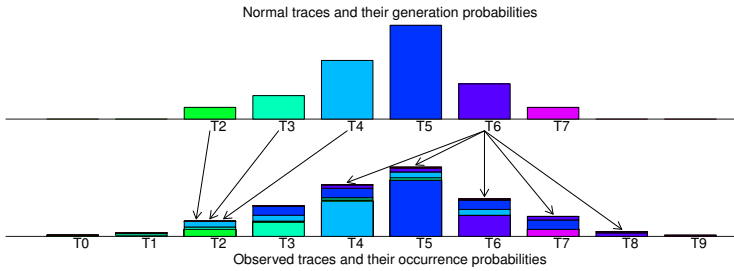 Normal traces and their generation probabilities
T2 T3 T4 T5 T6 T7
T0 T1 T2 T3 T4 T5 T6 T7 T8 T9
Observed traces and their occurrence probabilities